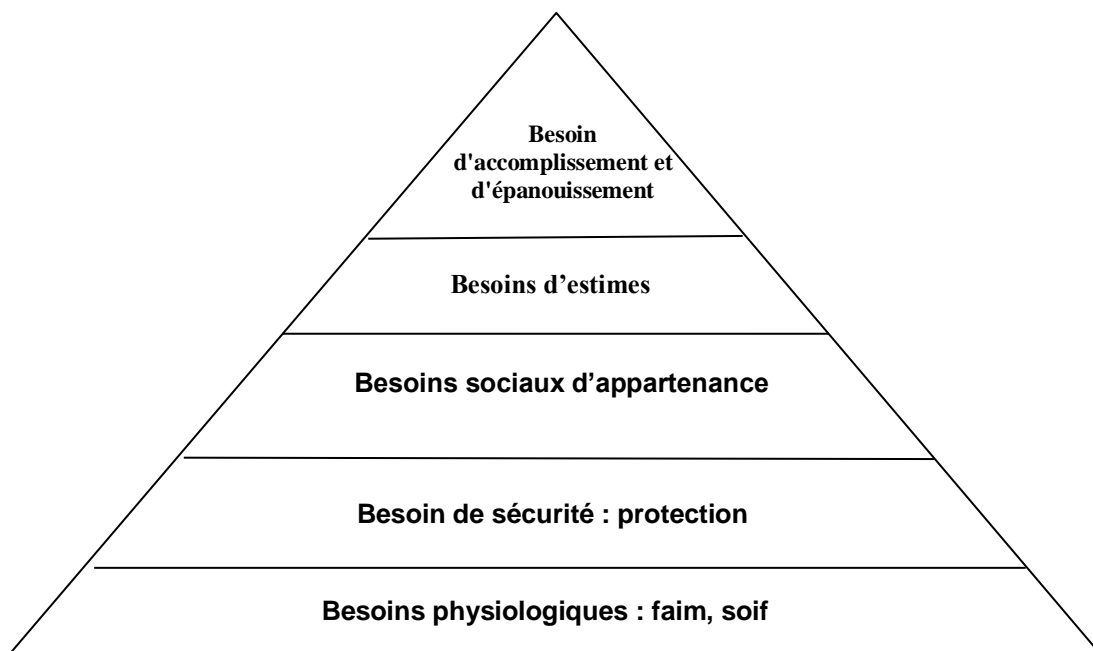 Besoin
d'accomplissement et
d'épanouissement
Besoins d’estimes
Besoins sociaux d’appartenance
Besoin de sécurité : protection
Besoins physiologiques : faim, soif